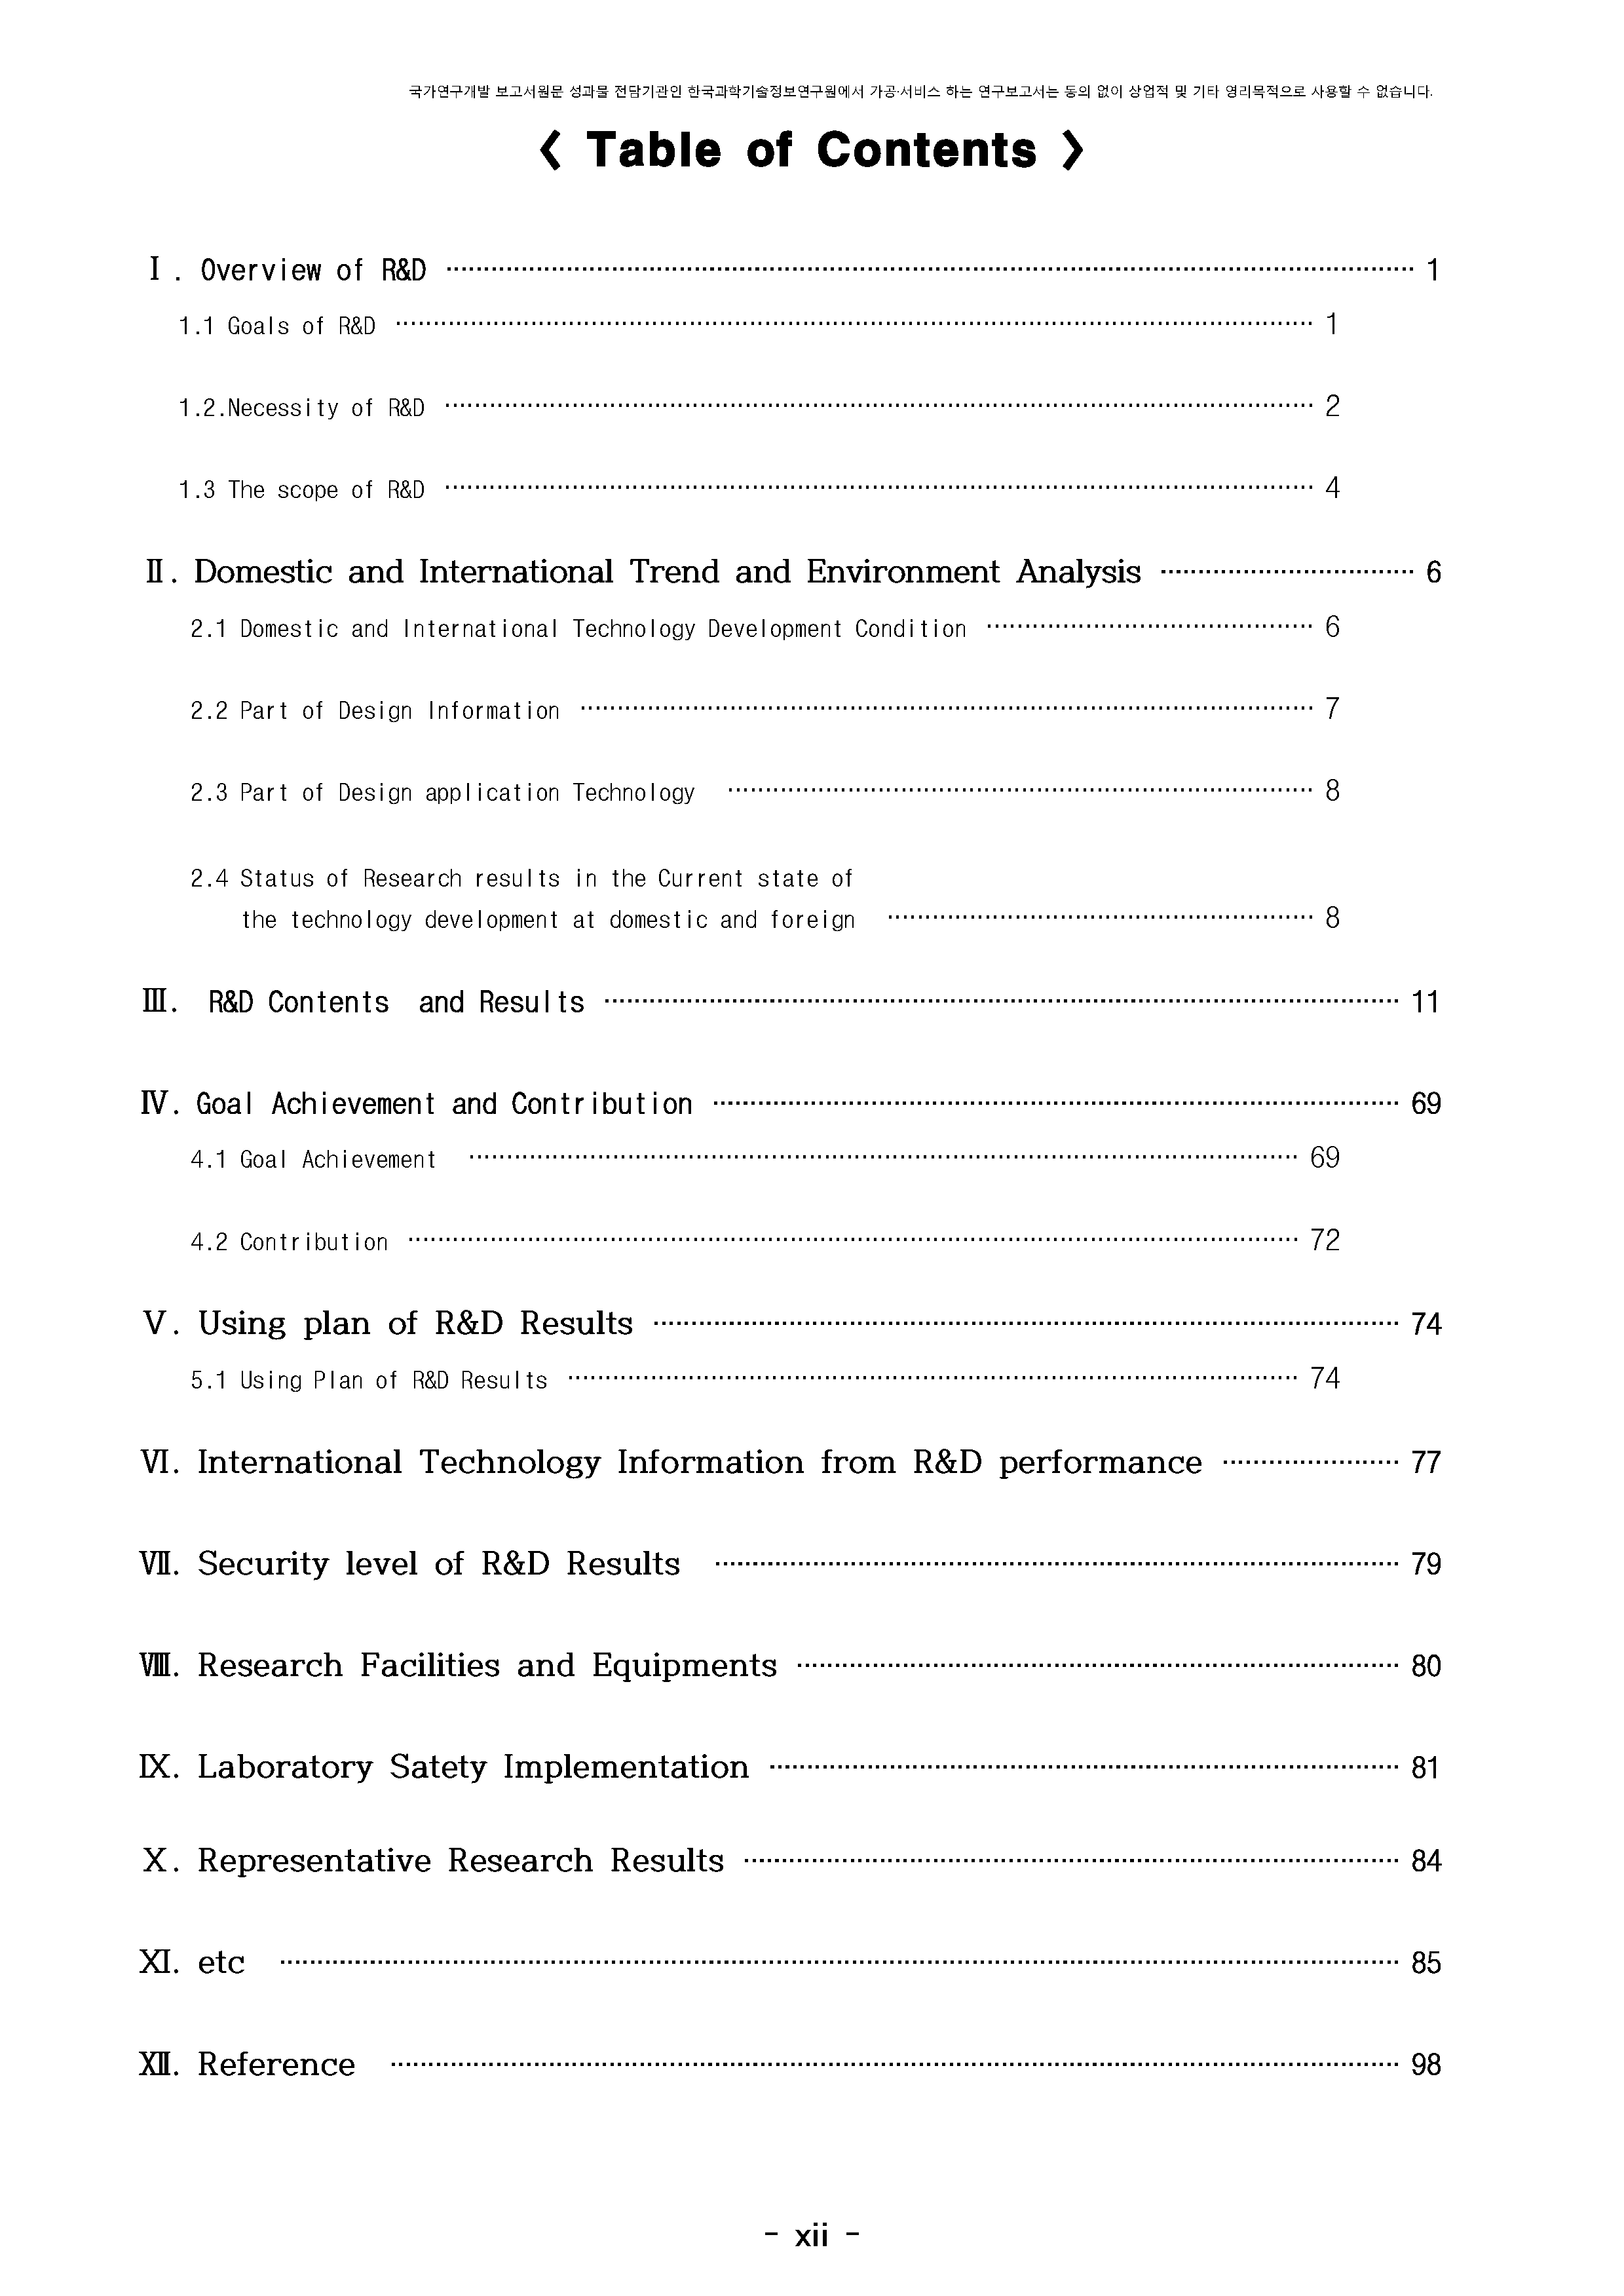 국가연구개발 보고서원문 성과물 전담기관인 한국과학기술정보연구원에서 가공·서비스 하는 연구보고서는 동의 없이 상업적 및 기타 영리목적으로 사용할 수 없습니다.
< Table of Contents >
Ⅰ. Overview of R&D ········ 1
1.1 Goals of R&D ········ 1
1.2.Necessity of R&D ········ 2
1.3 The scope of R&D ········ 4
Ⅱ. Domestic and International Trend and Environment Analysis ········ 6
2.1 Domestic and International Technology Development Condition ········ 6
2.2 Part of Design Information ········ 7
2.3 Part of Design application Technology ········ 8
2.4 Status of Research results in the Current state of
the technology development at domestic and foreign ········ 8
Ⅲ. R&D Contents and Results ········ 11
Ⅳ. Goal Achievement and Contribution ········ 69
4.1 Goal Achievement ········ 69
4.2 Contribution ········ 72
Ⅴ. Using plan of R&D Results ········ 74
5.1 Using Plan of R&D Results ········ 74
Ⅵ. International Technology Information from R&D performance ········ 77
Ⅶ. Security level of R&D Results ········ 79
Ⅷ. Research Facilities and Equipments ········ 80
Ⅸ. Laboratory Satety Implementation ········ 81
Ⅹ. Representative Research Results ········ 84
Ⅺ. etc ········ 85
Ⅻ. Reference ········ 98
- xii -